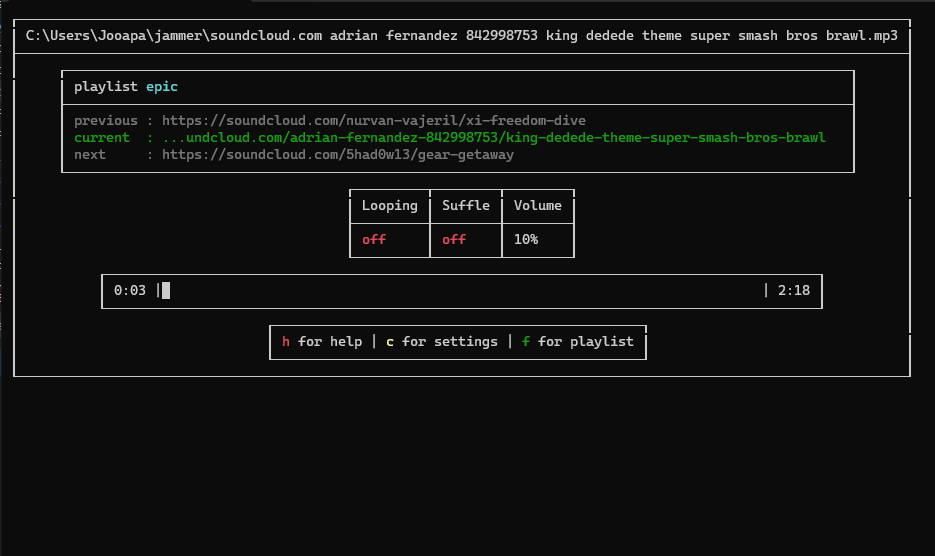 C:\Users\Jooapa\jammer\soundcloud.com adrian fernandez 842998753 king dedede theme super smash bros brawl.mp3
playlist epic
previous : https://soundcloud.com/nurvan-vajeril/xi-freedom-dive
current : ...undcloud.com/adrian-fernandez-842998753/king-dedede-theme-super-smash-bros-brawl
next : https://soundcloud.com/5had0w13/gear-getaway
Looping Suffle Volume
off off 10%
0:03 | | 2:18
h for help | c for settings | f for playlist